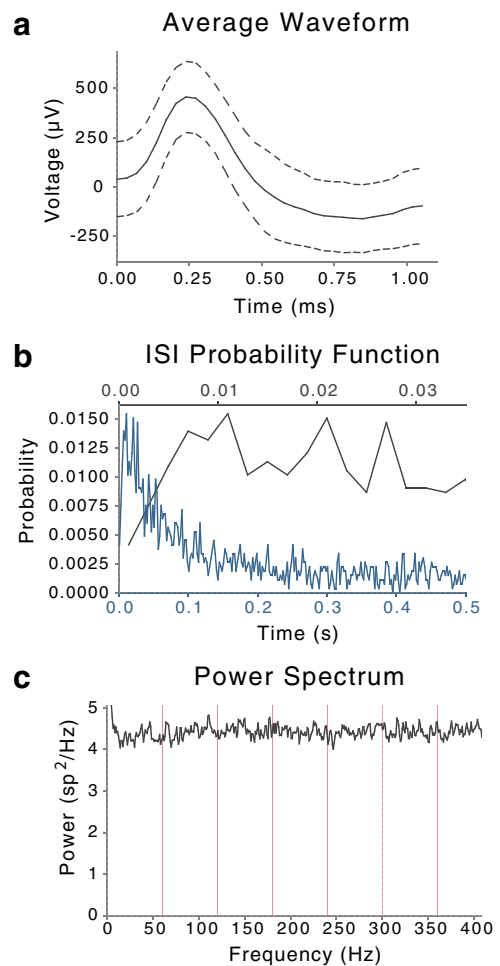 a
Average Waveform
500
250
0
-250
Voltage (µV)
0.00 0.25 0.50 0.75 1.00
Time (ms)
b
ISI Probability Function
0.00 0.01 0.02 0.03
0.0150
0.0125
0.0100
0.0075
0.0050
0.0025
0.0000
Probability
0.0 0.1 0.2 0.3 0.4 0.5
Time (s)
c
Power Spectrum
5
4
3
2
1
0
Power (sp²/Hz)
0 50 100 150 200 250 300 350 400
Frequency (Hz)